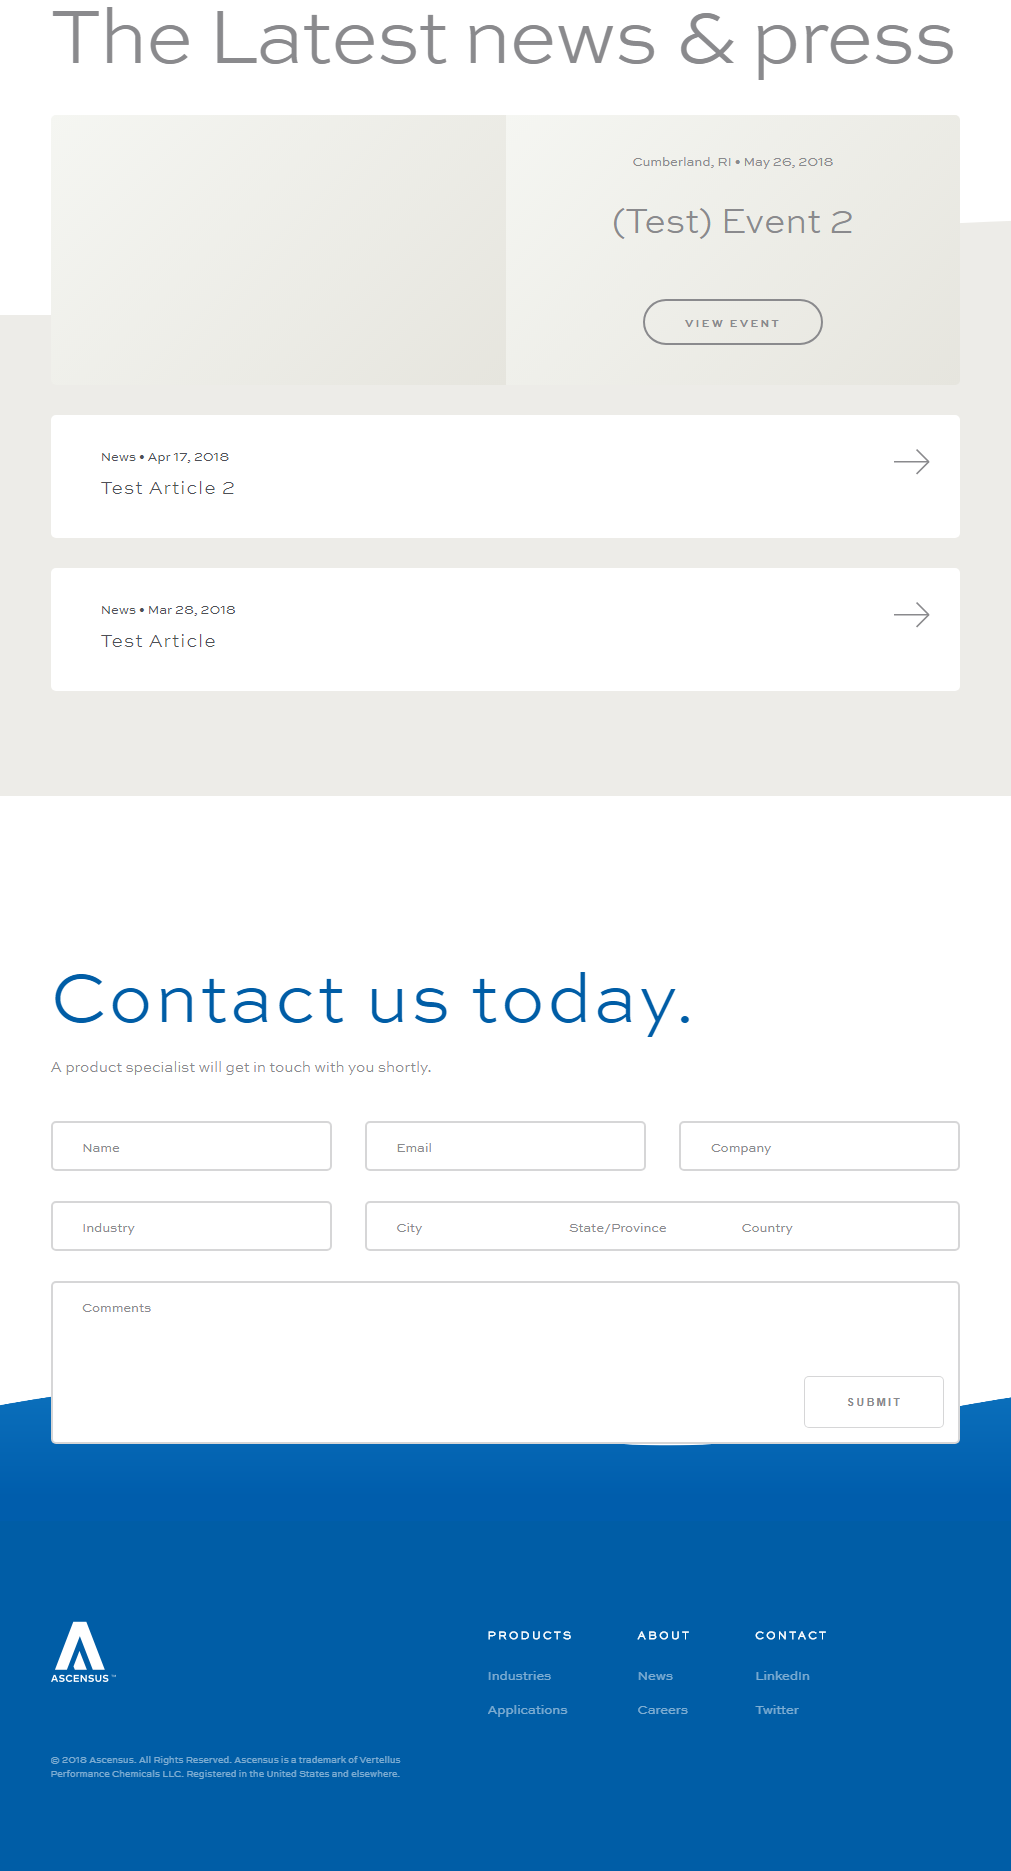 The Latest news & press
Cumberland, RI • May 26, 2018
(Test) Event 2
VIEW EVENT
News • Apr 17, 2018
Test Article 2
News • Mar 28, 2018
Test Article
Contact us today.
A product specialist will get in touch with you shortly.
Name Email Company
Industry City State/Province Country
Comments
SUBMIT
PRODUCTS ABOUT CONTACT
Industries News LinkedIn
Applications Careers Twitter
ASCENSUS ™
© 2018 Ascensus. All Rights Reserved. Ascensus is a trademark of Vertellus
Performance Chemicals LLC. Registered in the United States and elsewhere.